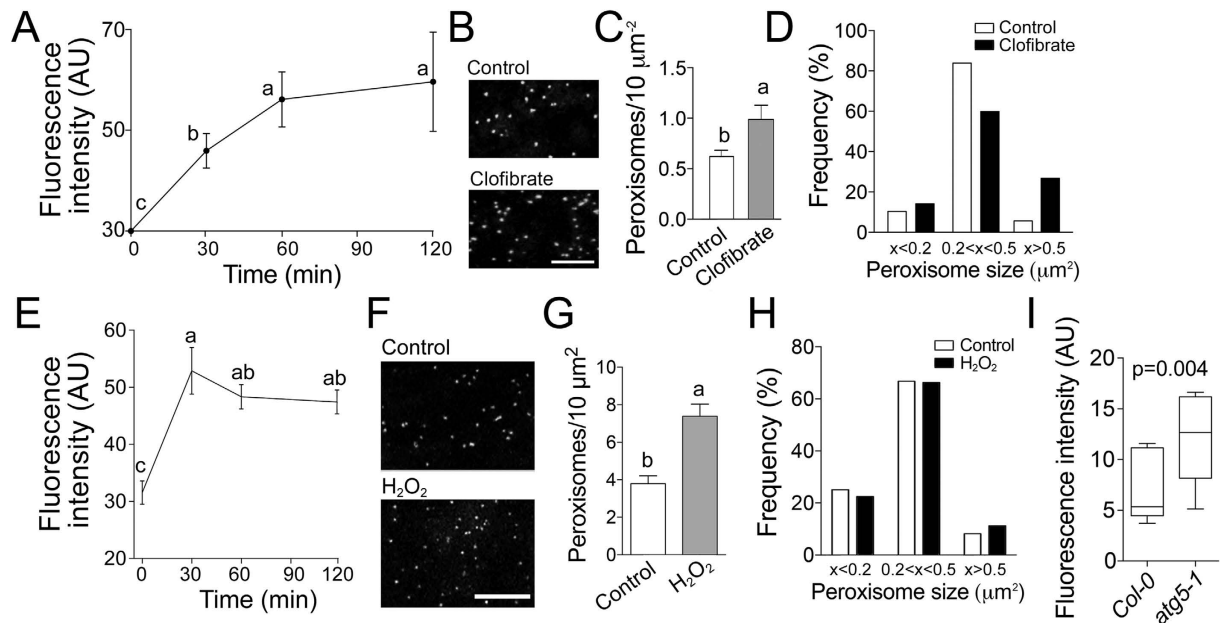 A
Fluorescence
intensity (AU)
70
50
30
a
a
b
c
0 30 60 120
Time (min)
B
Control
Clofibrate
C
Peroxisomes/10 μm⁻²
1.5
1.0
0.5
0.0
a
b
Control
Clofibrate
D
Frequency (%)
100
80
60
40
20
0
Control
Clofibrate
x<0.2 0.2<x<0.5 x>0.5
Peroxisome size (μm²)
E
Fluorescence
intensity (AU)
60
50
40
30
20
a
ab
ab
c
0 30 60 90 120
Time (min)
F
Control
H₂O₂
G
Peroxisomes/10 μm²
10
8
6
4
2
0
a
b
Control
H₂O₂
H
Frequency (%)
80
60
40
20
0
Control
H₂O₂
x<0.2 0.2<x<0.5 x>0.5
Peroxisome size (μm²)
I
Fluorescence intensity (AU)
20
15
10
5
0
p=0.004
Col-0
atg5-1